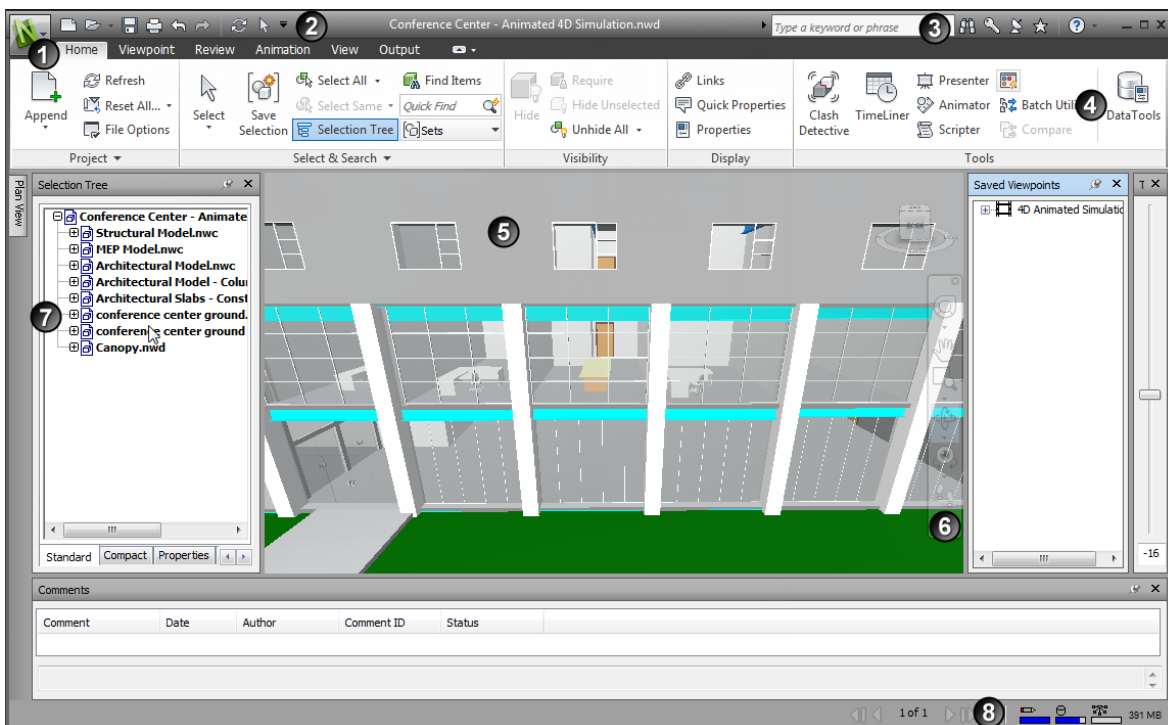 2
Conference Center - Animated 4D Simulation.nwd
Type a keyword or phrase
3
?
1
Home Viewpoint Review Animation View Output
Append
Refresh
Reset All...
File Options
Project
Select
Save
Selection
Select All
Select Same
Selection Tree
Find Items
Quick Find
Sets
Select & Search
Hide
Require
Hide Unselected
Unhide All
Visibility
Links
Quick Properties
Properties
Display
Clash
Detective
TimeLiner
Presenter
Animator
Scripter
Batch Utili
Compare
4
DataTools
Tools
Plan View
Selection Tree
Conference Center - Animate
Structural Model.nwc
MEP Model.nwc
Architectural Model.nwc
Architectural Model - Colu
Architectural Slabs - Const
conference center ground.
conference center ground
Canopy.nwd
7
Standard Compact Properties
5
6
Saved Viewpoints
4D Animated Simulatio
T
-16
Comments
Comment Date Author Comment ID Status
1 of 1
8
391 MB